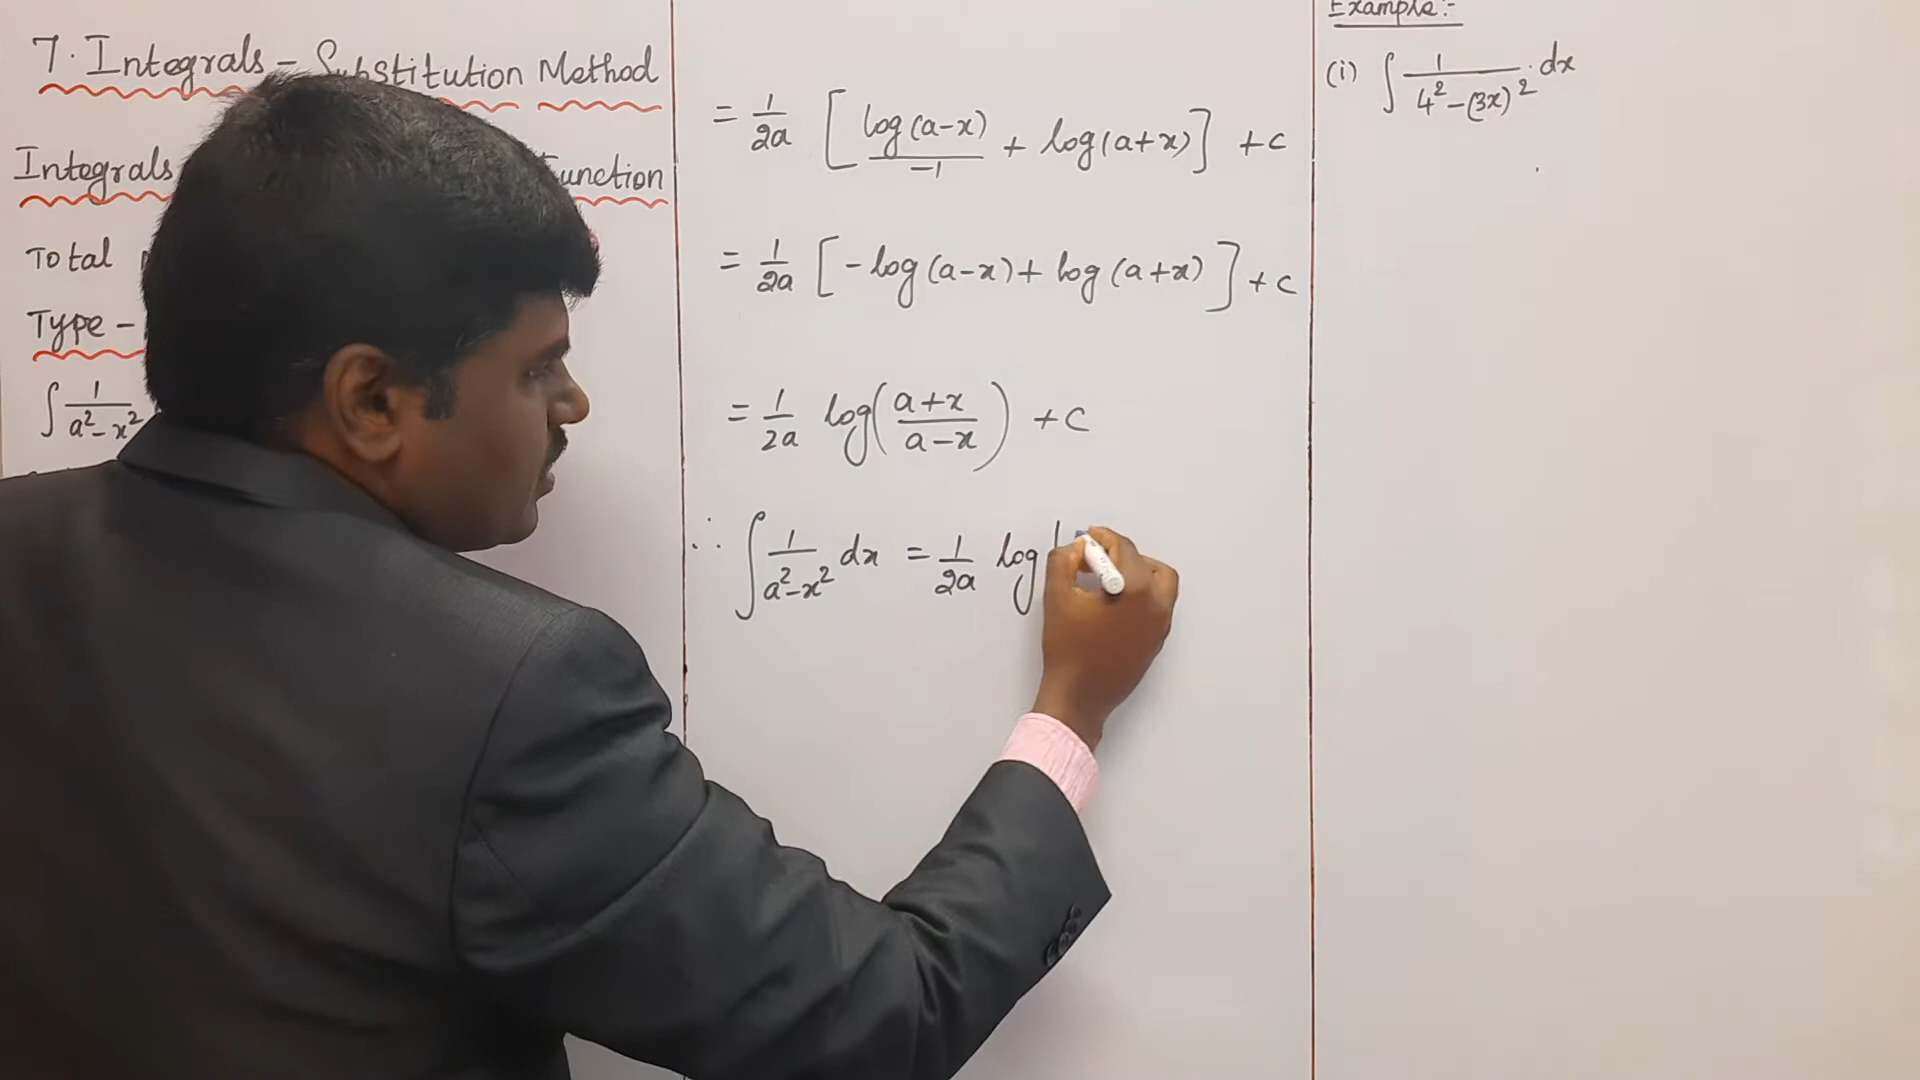 7. Integrals - Substitution Method
Integrals unction
Total
Type -
∫ 1/(a² - x²)
= 1/2a [ log(a-x)/-1 + log(a+x) ] + c
= 1/2a [ -log(a-x) + log(a+x) ] + c
= 1/2a log( (a+x)/(a-x) ) + c
∴ ∫ 1/(a² - x²) dx = 1/2a log
Example:-
(i) ∫ 1/(4² - (3x)²) . dx